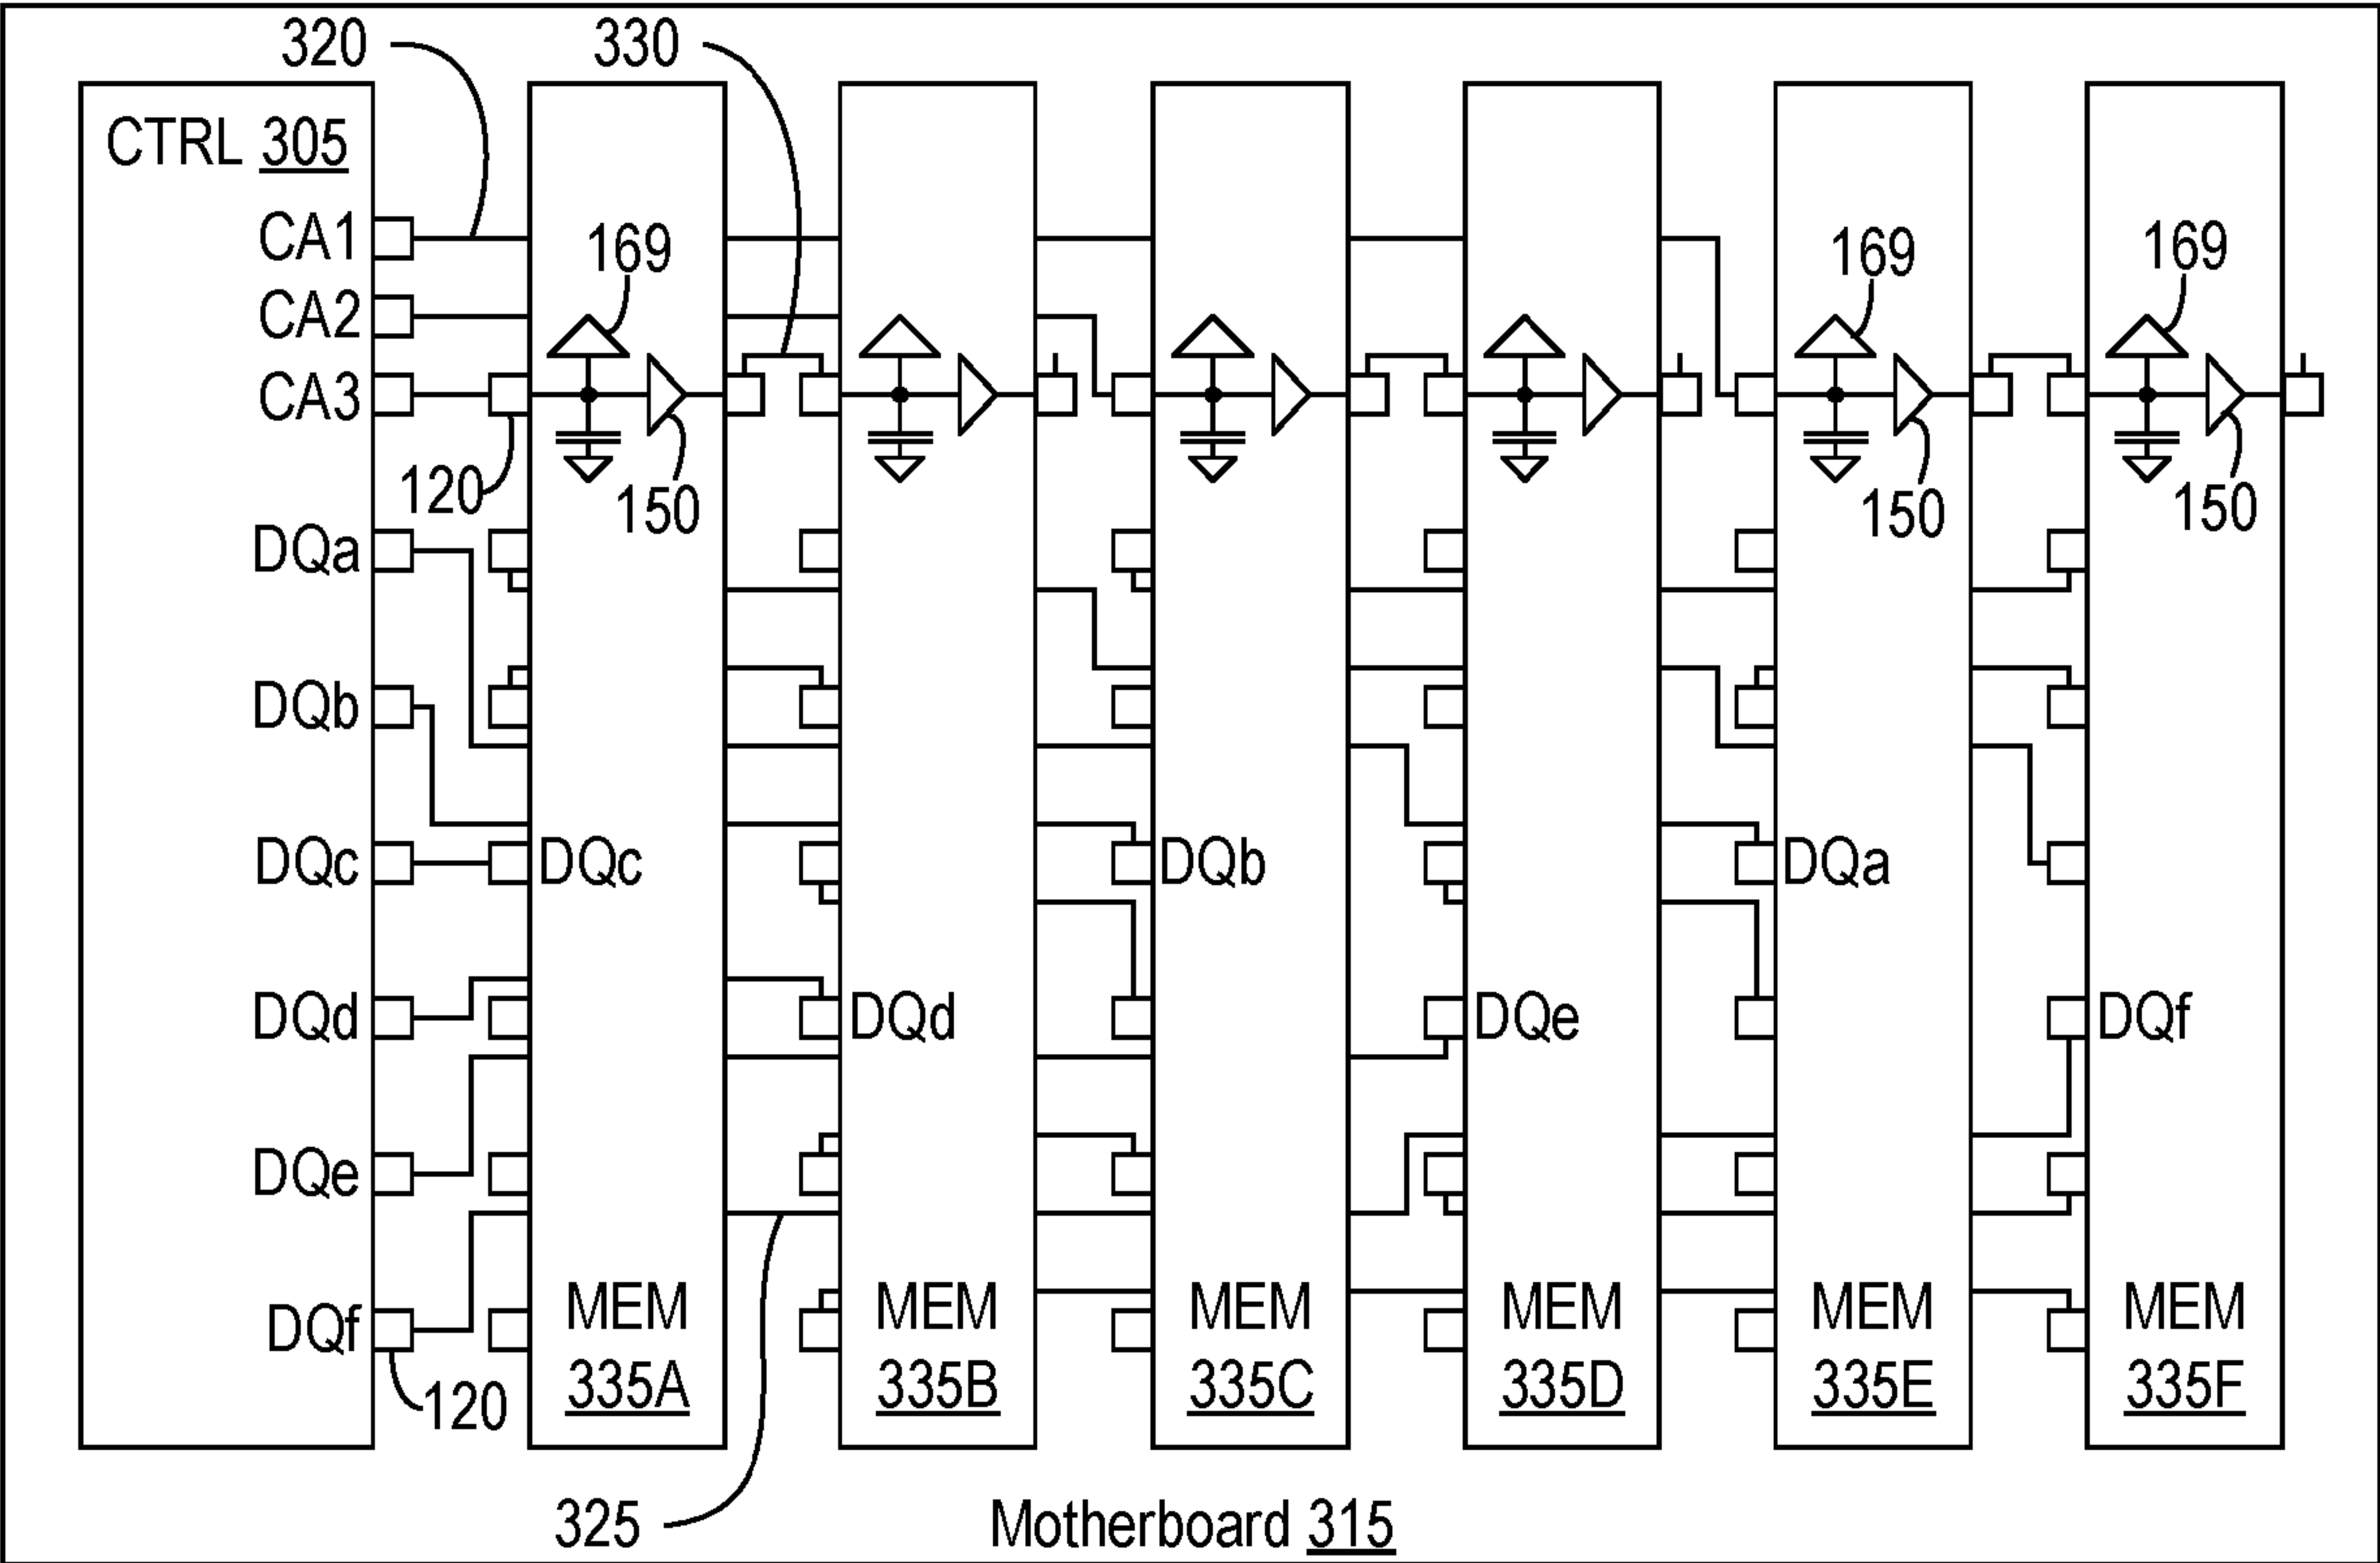 320
330
CTRL 305
CA1
169
169
169
CA2
CA3
120
150
150
150
DQa
DQb
DQc
DQc
DQb
DQa
DQd
DQd
DQe
DQf
DQe
DQf
MEM
MEM
MEM
MEM
MEM
MEM
335A
335B
335C
335D
335E
335F
120
325
Motherboard 315